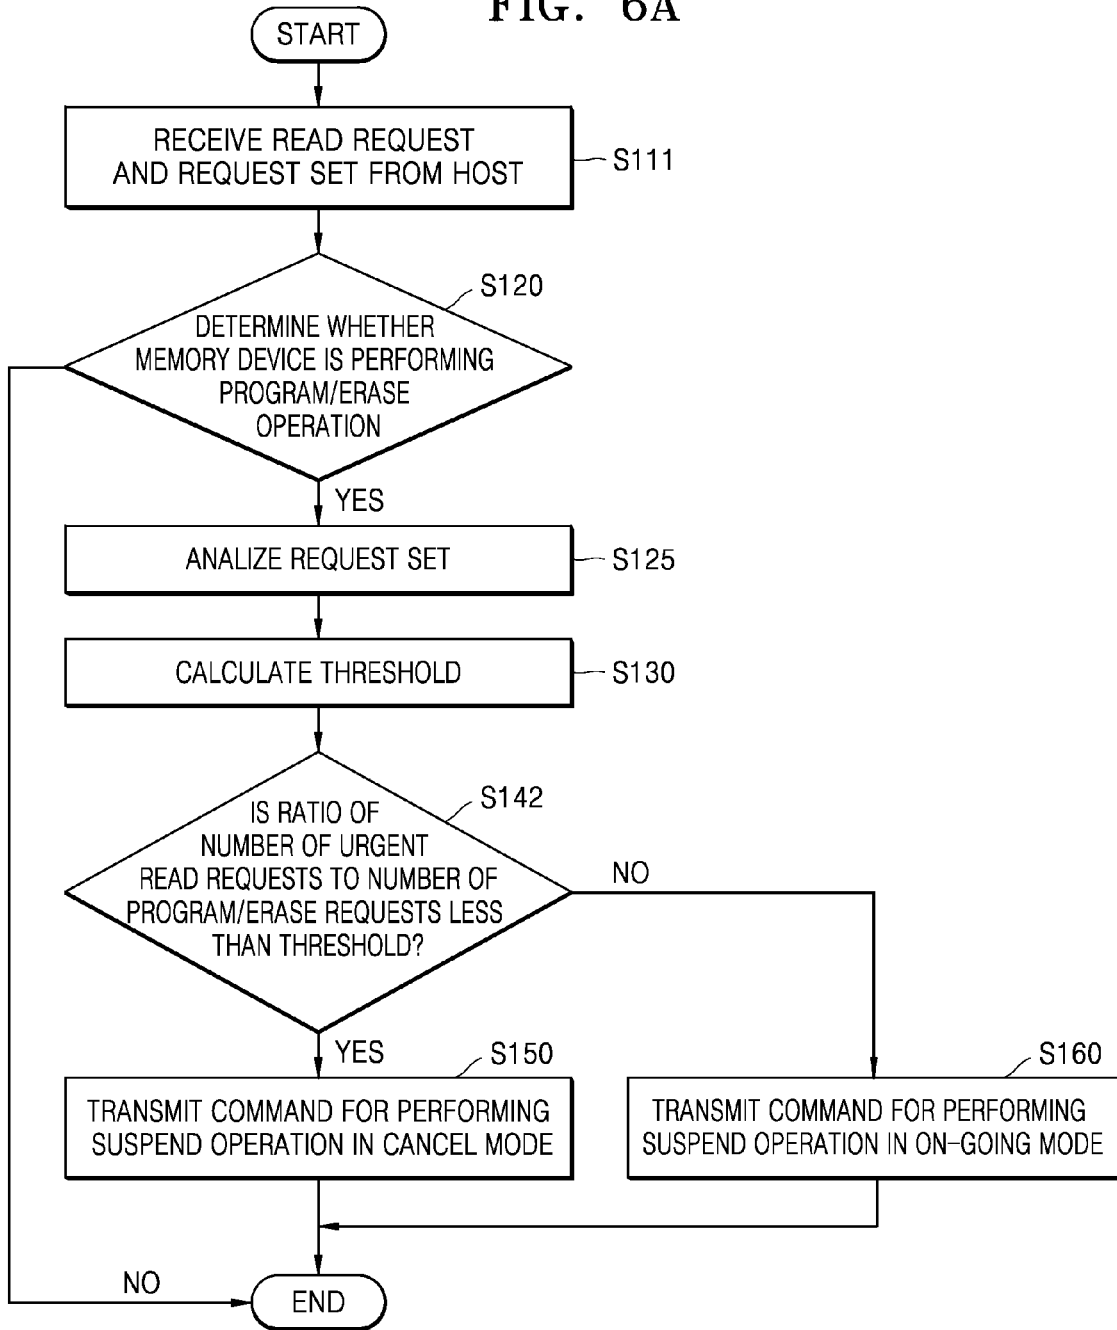 FIG. 6A
START
RECEIVE READ REQUEST
AND REQUEST SET FROM HOST
S111
S120
DETERMINE WHETHER
MEMORY DEVICE IS PERFORMING
PROGRAM/ERASE
OPERATION
YES
ANALIZE REQUEST SET
S125
CALCULATE THRESHOLD
S130
S142
IS RATIO OF
NUMBER OF URGENT
READ REQUESTS TO NUMBER OF
PROGRAM/ERASE REQUESTS LESS
THAN THRESHOLD?
NO
YES
S150
TRANSMIT COMMAND FOR PERFORMING
SUSPEND OPERATION IN CANCEL MODE
S160
TRANSMIT COMMAND FOR PERFORMING
SUSPEND OPERATION IN ON-GOING MODE
NO
END